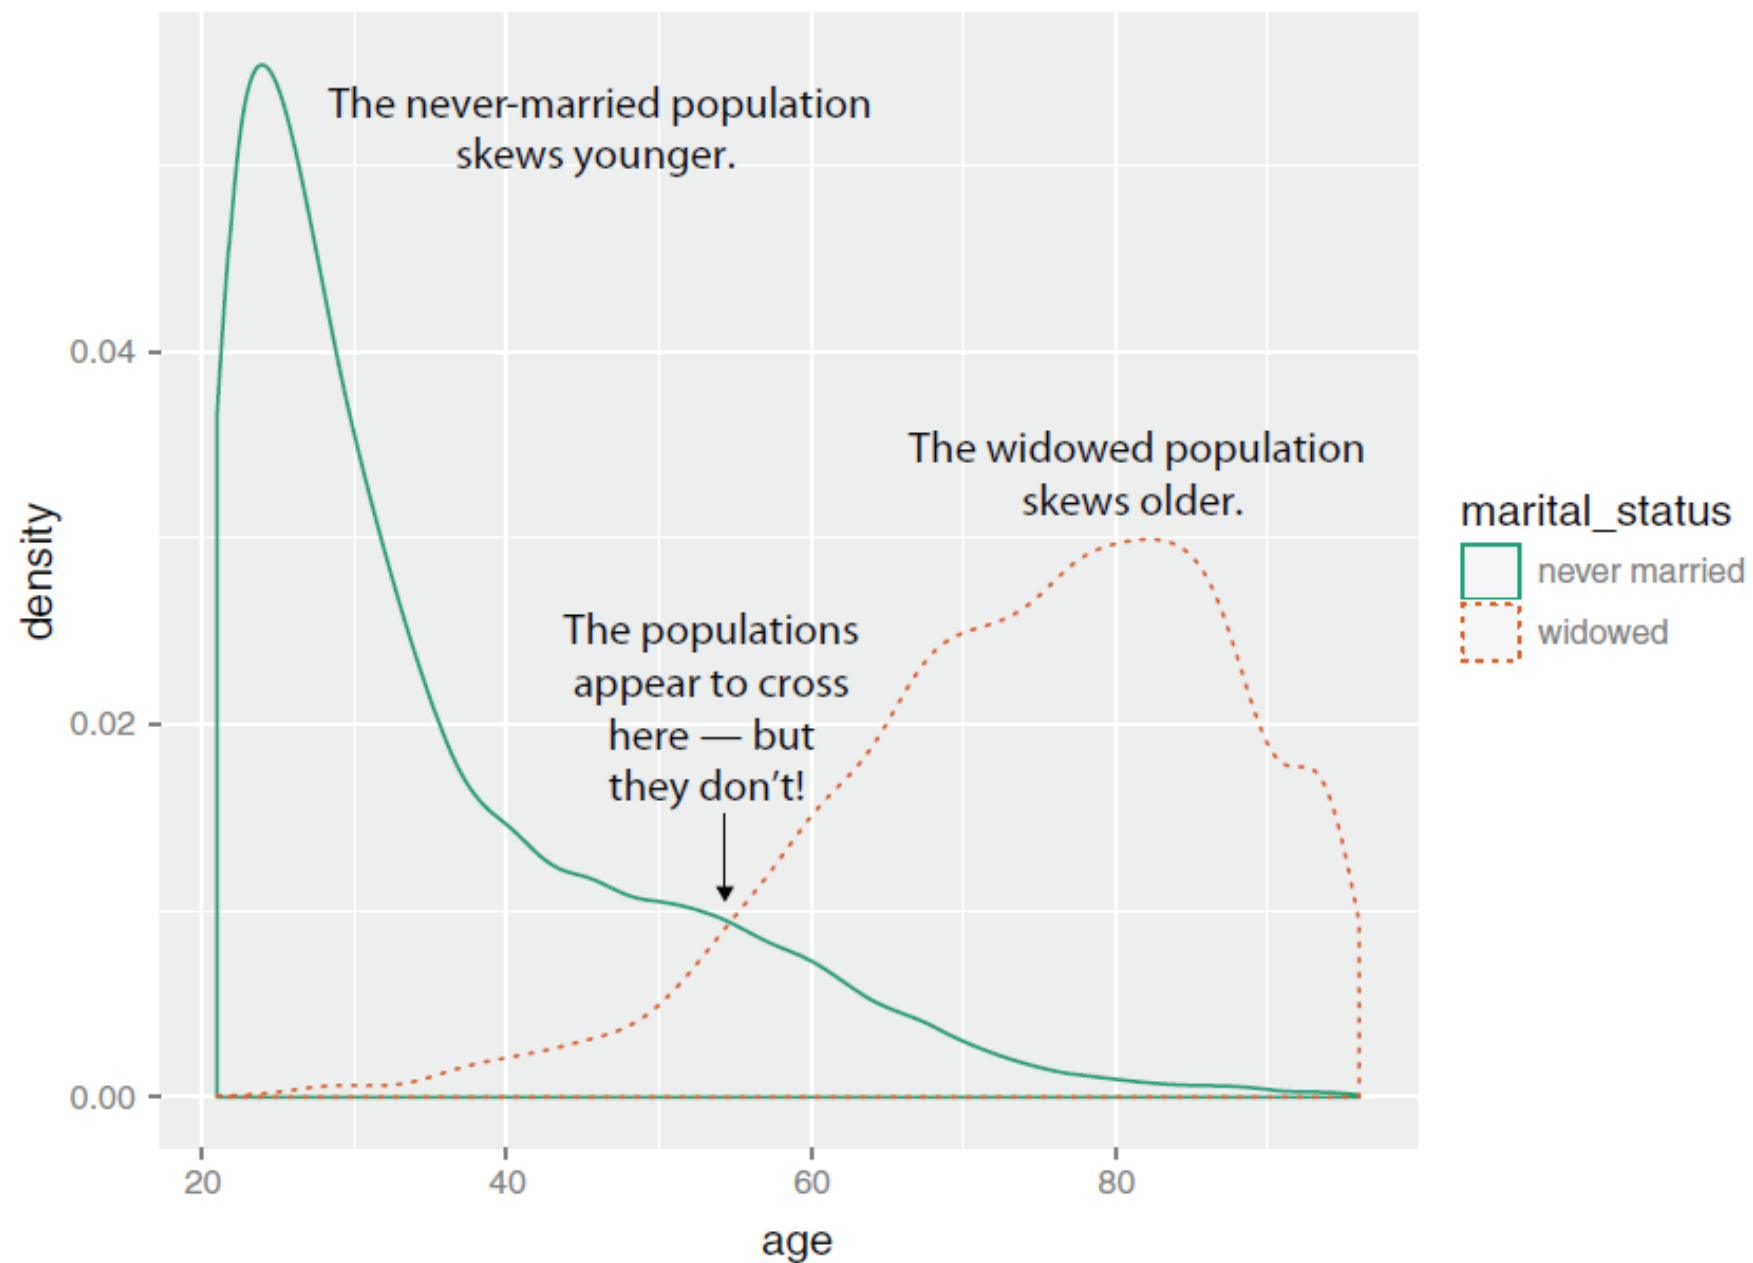 The never-married population
skews younger.
0.04
The widowed population
skews older.
marital_status
never married
widowed
density
The populations
appear to cross
here — but
they don't!
0.02
0.00
20
40
60
80
age